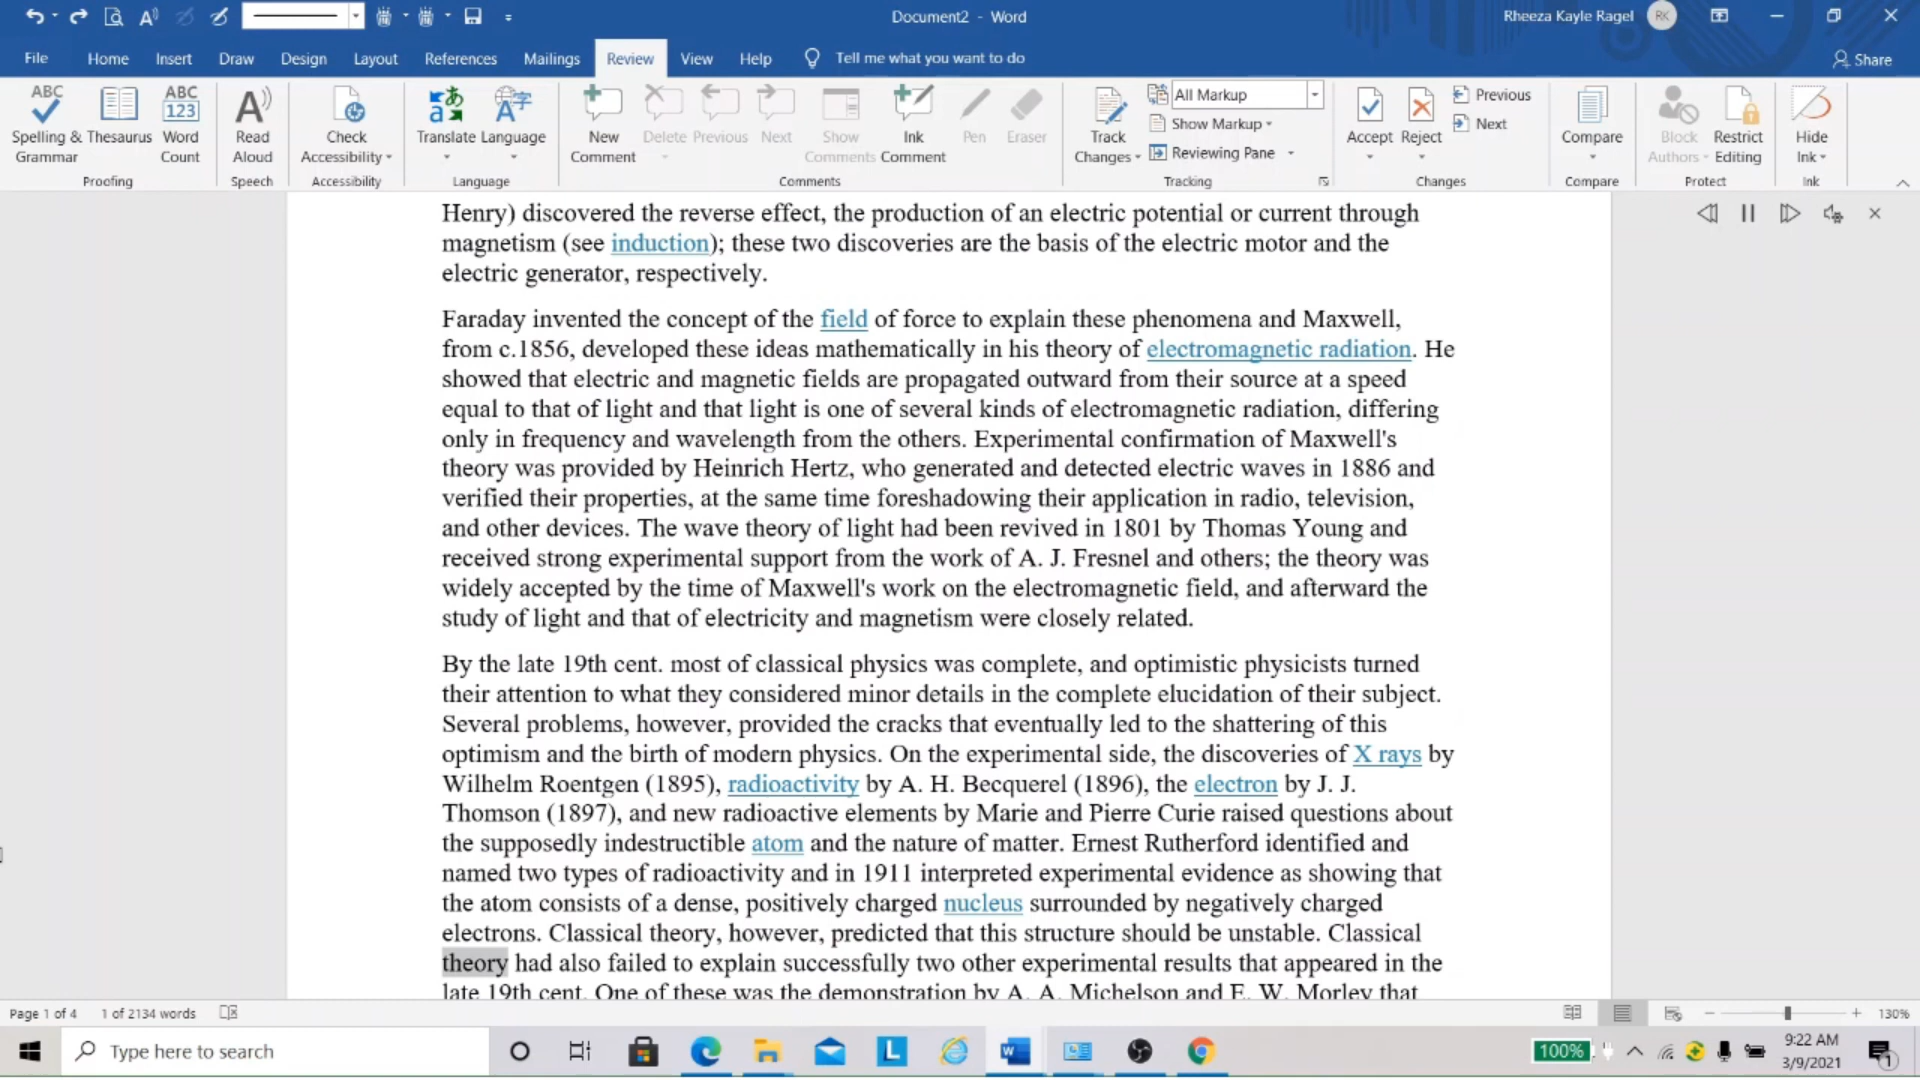 Document2 - Word
Rheeza Kayle Ragel
RK
File
Home
Insert
Draw
Design
Layout
References
Mailings
Review
View
Help
Tell me what you want to do
Share
ABC
Spelling &
Grammar
Thesaurus
ABC
123
Word
Count
Proofing
Read
Aloud
Speech
Check
Accessibility
Accessibility
Translate
Language
Language
New
Comment
Delete
Previous
Next
Show
Comments
Ink
Comment
Pen
Eraser
Comments
Track
Changes
All Markup
Show Markup
Reviewing Pane
Tracking
Accept
Reject
Previous
Next
Changes
Compare
Compare
Block
Authors
Restrict
Editing
Protect
Hide
Ink
Ink
Henry) discovered the reverse effect, the production of an electric potential or current through
magnetism (see induction); these two discoveries are the basis of the electric motor and the
electric generator, respectively.
Faraday invented the concept of the field of force to explain these phenomena and Maxwell,
from c.1856, developed these ideas mathematically in his theory of electromagnetic radiation. He
showed that electric and magnetic fields are propagated outward from their source at a speed
equal to that of light and that light is one of several kinds of electromagnetic radiation, differing
only in frequency and wavelength from the others. Experimental confirmation of Maxwell's
theory was provided by Heinrich Hertz, who generated and detected electric waves in 1886 and
verified their properties, at the same time foreshadowing their application in radio, television,
and other devices. The wave theory of light had been revived in 1801 by Thomas Young and
received strong experimental support from the work of A. J. Fresnel and others; the theory was
widely accepted by the time of Maxwell's work on the electromagnetic field, and afterward the
study of light and that of electricity and magnetism were closely related.
By the late 19th cent. most of classical physics was complete, and optimistic physicists turned
their attention to what they considered minor details in the complete elucidation of their subject.
Several problems, however, provided the cracks that eventually led to the shattering of this
optimism and the birth of modern physics. On the experimental side, the discoveries of X rays by
Wilhelm Roentgen (1895), radioactivity by A. H. Becquerel (1896), the electron by J. J.
Thomson (1897), and new radioactive elements by Marie and Pierre Curie raised questions about
the supposedly indestructible atom and the nature of matter. Ernest Rutherford identified and
named two types of radioactivity and in 1911 interpreted experimental evidence as showing that
the atom consists of a dense, positively charged nucleus surrounded by negatively charged
electrons. Classical theory, however, predicted that this structure should be unstable. Classical
theory had also failed to explain successfully two other experimental results that appeared in the
late 19th cent. One of these was the demonstration by A. A. Michelson and E. W. Morley that
Page 1 of 4
1 of 2134 words
130%
Type here to search
100%
9:22 AM
3/9/2021
1